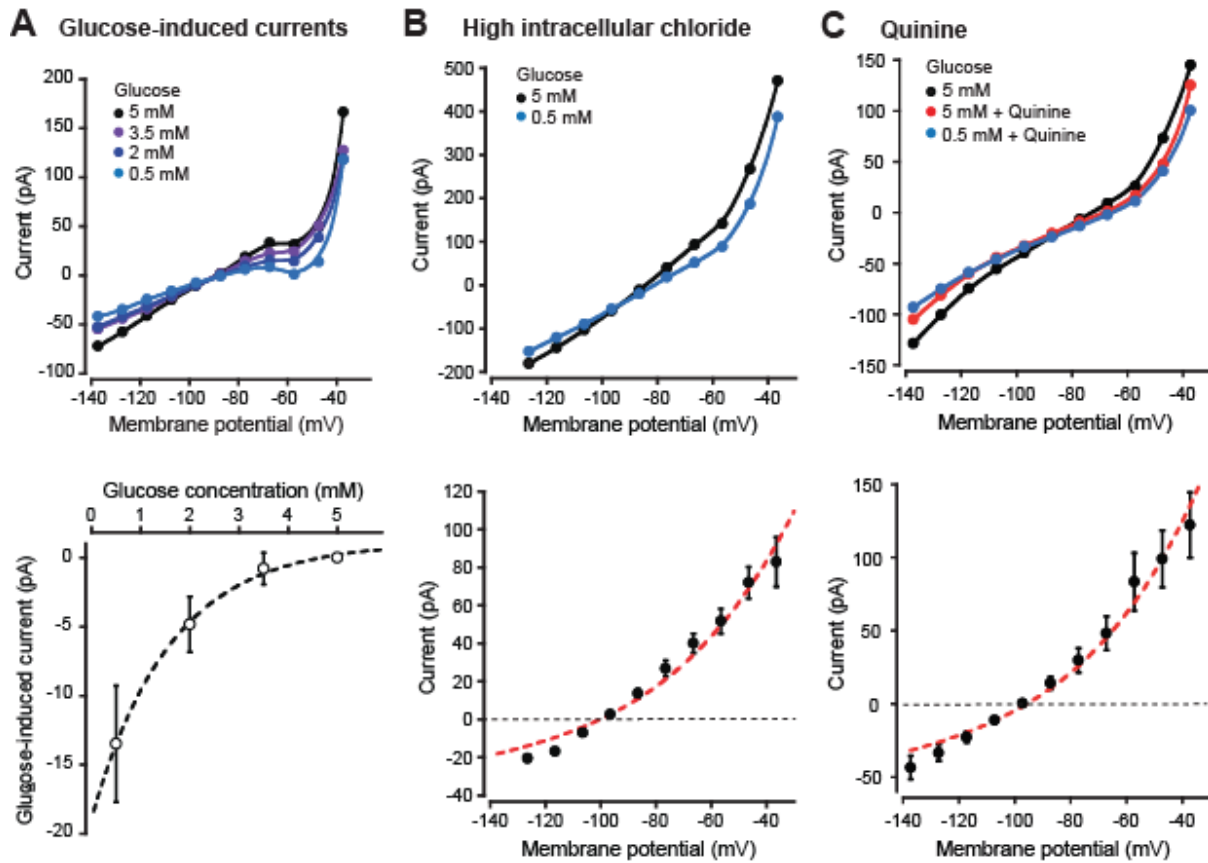 A Glucose-induced currents
Glucose
5 mM
3.5 mM
2 mM
0.5 mM
200
150
100
50
0
-50
-100
Current (pA)
-140 -120 -100 -80 -60 -40
Membrane potential (mV)
B High intracellular chloride
Glucose
5 mM
0.5 mM
500
400
300
200
100
0
-100
-200
Current (pA)
-140 -120 -100 -80 -60 -40
Membrane potential (mV)
C Quinine
Glucose
5 mM
5 mM + Quinine
0.5 mM + Quinine
150
100
50
0
-50
-100
-150
Current (pA)
-140 -120 -100 -80 -60 -40
Membrane potential (mV)
Glucose concentration (mM)
0 1 2 3 4 5
0
-5
-10
-15
-20
Glucose-induced current (pA)
120
100
80
60
40
20
0
-20
-40
Current (pA)
-140 -120 -100 -80 -60 -40
Membrane potential (mV)
150
100
50
0
-50
Current (pA)
-140 -120 -100 -80 -60 -40
Membrane potential (mV)